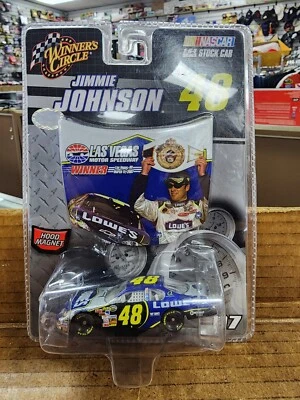 WINNER'S CIRCLE
NASCAR
1:64 STOCK CAR
JIMMIE
JOHNSON 48
LAS VEGAS
MOTOR SPEEDWAY
WINNER
LOWE'S
LOWE'S
HOOD
MAGNET
48
LOWE'S
48
07